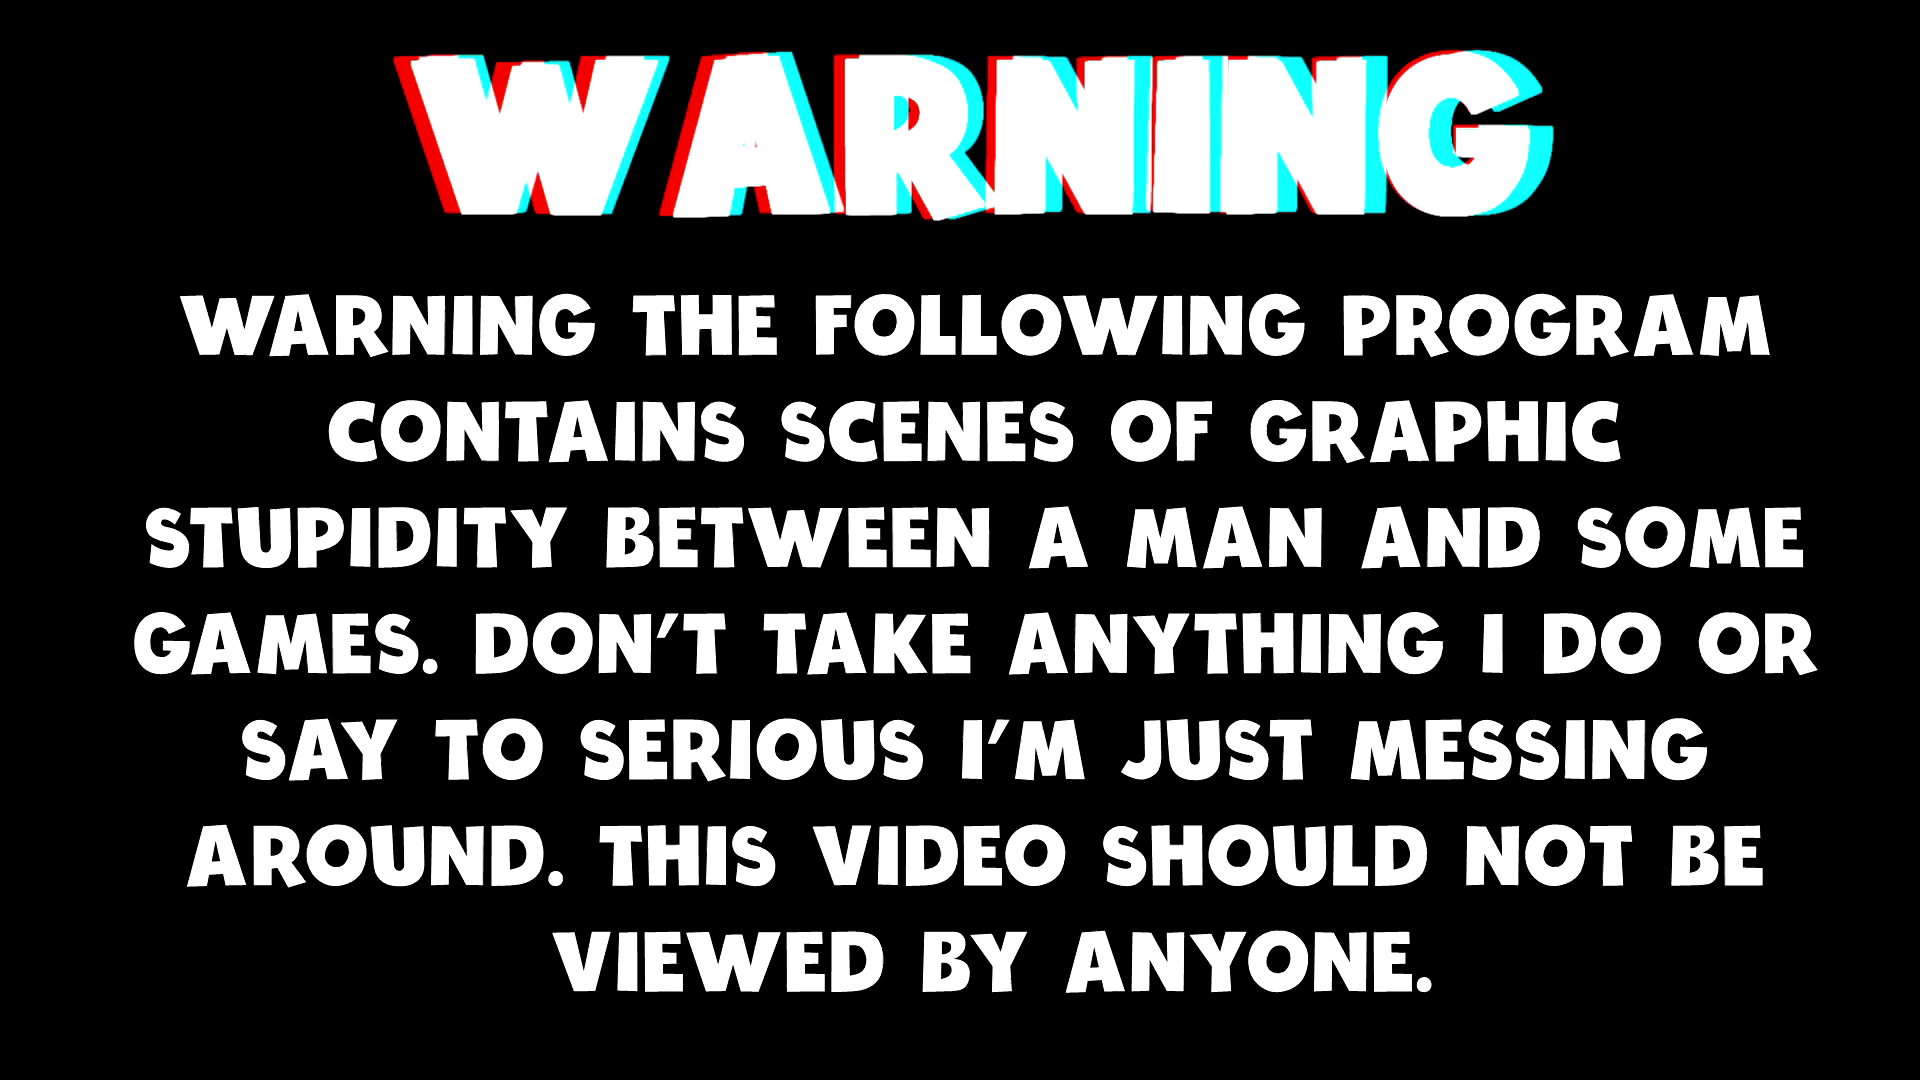 WARNING
WARNING THE FOLLOWING PROGRAM
CONTAINS SCENES OF GRAPHIC
STUPIDITY BETWEEN A MAN AND SOME
GAMES. DON'T TAKE ANYTHING I DO OR
SAY TO SERIOUS I'M JUST MESSING
AROUND. THIS VIDEO SHOULD NOT BE
VIEWED BY ANYONE.